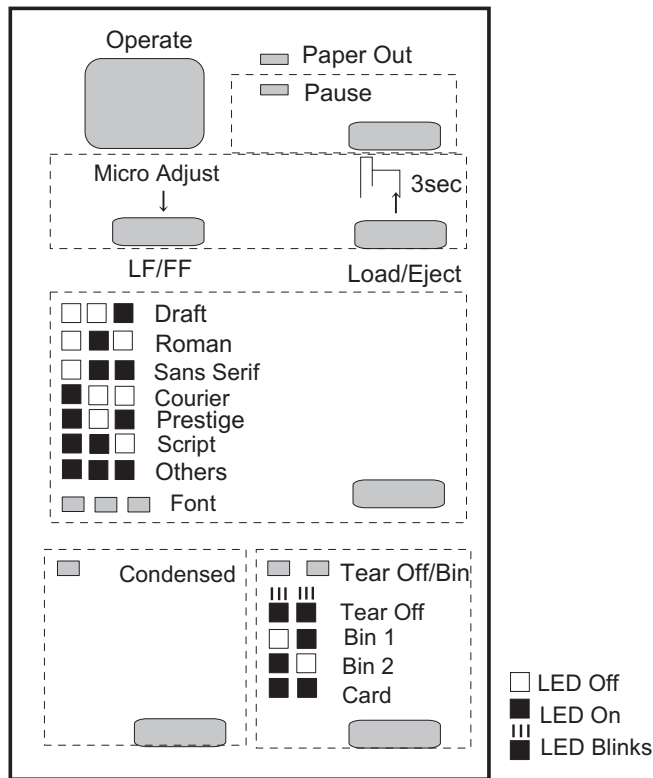 Operate
Paper Out
Pause
Micro Adjust
3sec
LF/FF
Load/Eject
Draft
Roman
Sans Serif
Courier
Prestige
Script
Others
Font
Condensed
Tear Off/Bin
Tear Off
Bin 1
Bin 2
Card
LED Off
LED On
LED Blinks